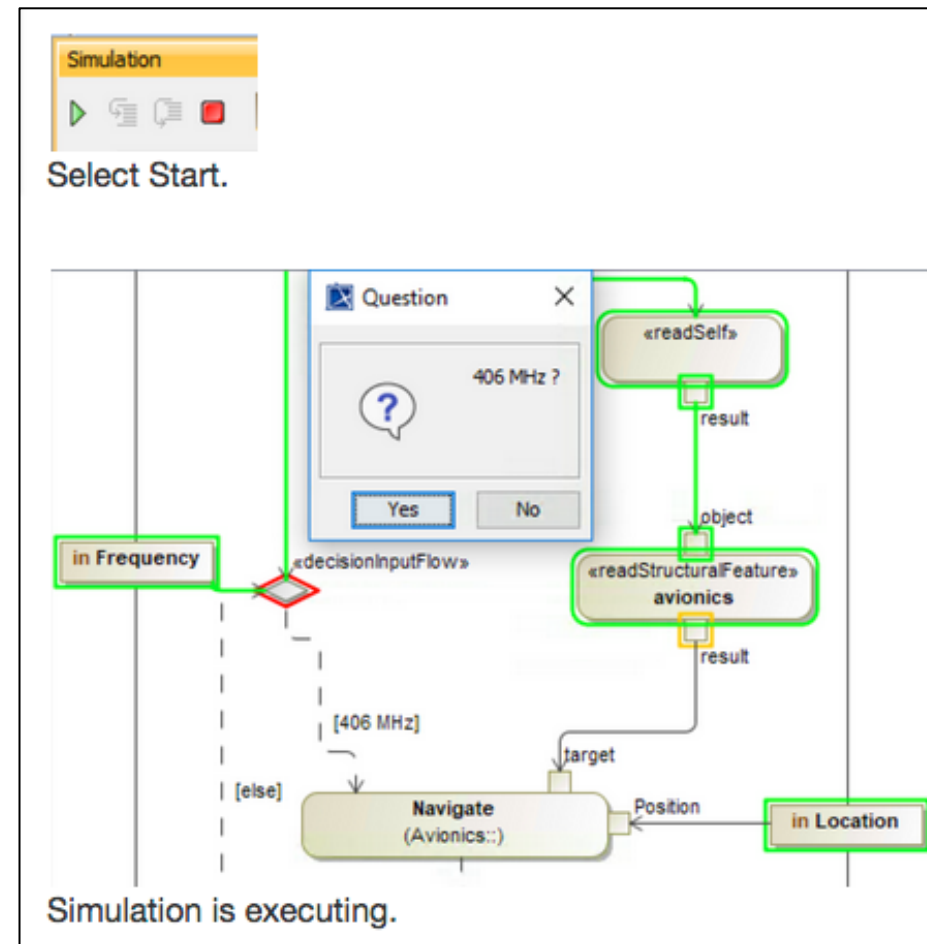 Simulation
Select Start.
Question
406 MHz ?
Yes
No
«readSelf»
result
object
in Frequency
«decisionInputFlow»
«readStructuralFeature»
avionics
result
[406 MHz]
[else]
target
Navigate
(Avionics::)
Position
in Location
Simulation is executing.